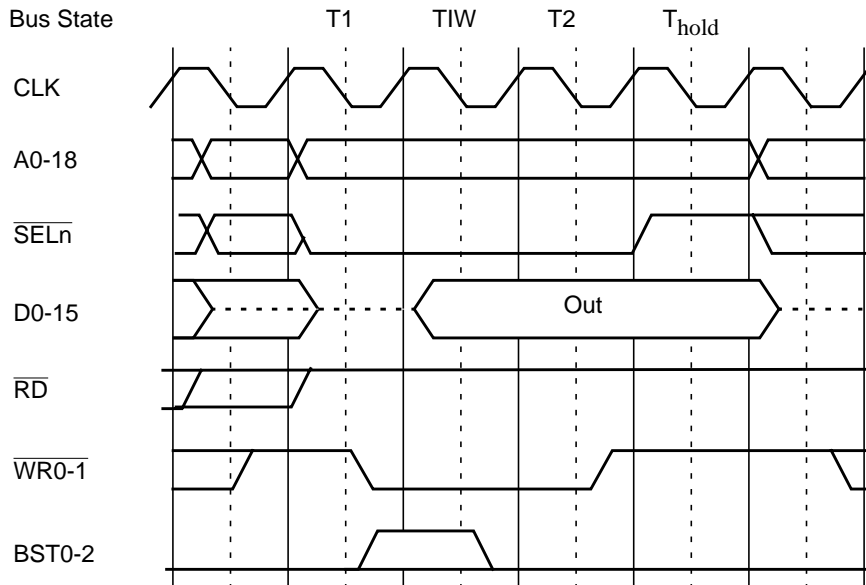 Bus State T1 TIW T2 Thold
CLK
A0-18
SELn
D0-15 Out
RD
WR0-1
BST0-2